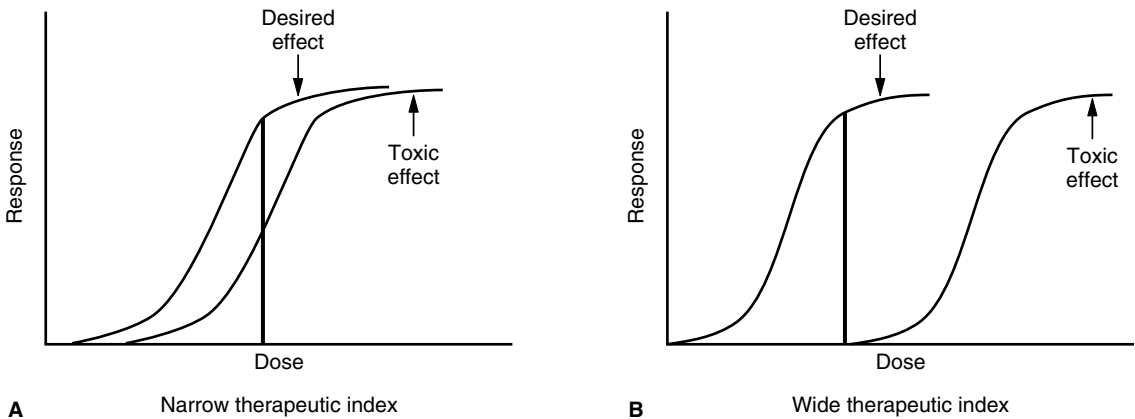 Desired
effect
Toxic
effect
Response
Dose
A
Narrow therapeutic index
Desired
effect
Toxic
effect
Response
Dose
B
Wide therapeutic index